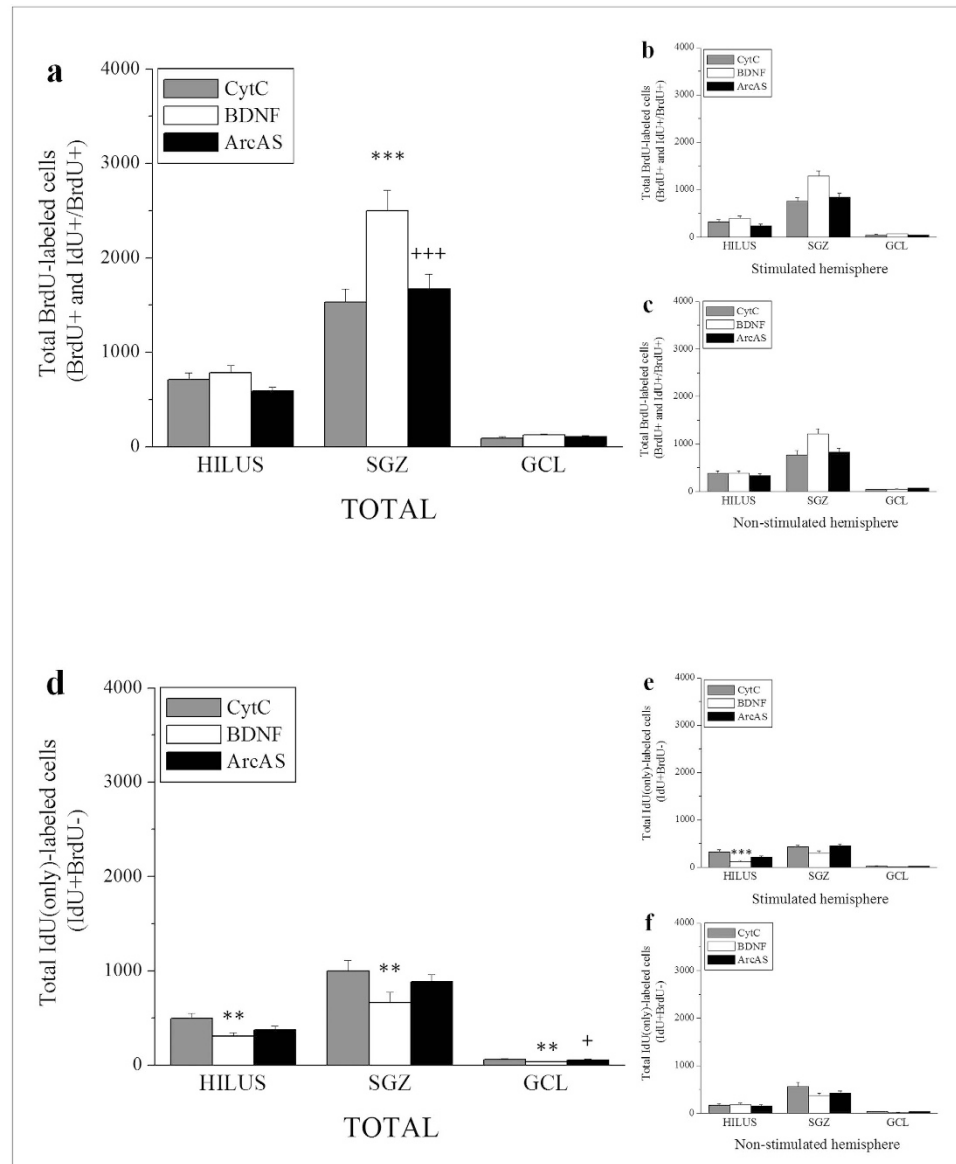 a
4000
3000
2000
1000
0
Total BrdU-labeled cells
(BrdU+ and IdU+/BrdU+)
CytC
BDNF
ArcAS
***
+++
HILUS SGZ GCL
TOTAL
b
4000
3000
2000
1000
0
Total BrdU-labeled cells
(BrdU+ and IdU+/BrdU+)
CytC
BDNF
ArcAS
HILUS SGZ GCL
Stimulated hemisphere
c
4000
3000
2000
1000
0
Total BrdU-labeled cells
(BrdU+ and IdU+/BrdU+)
CytC
BDNF
ArcAS
HILUS SGZ GCL
Non-stimulated hemisphere
d
4000
3000
2000
1000
0
Total IdU(only)-labeled cells
(IdU+BrdU-)
CytC
BDNF
ArcAS
** ** ** +
HILUS SGZ GCL
TOTAL
e
4000
3000
2000
1000
0
Total IdU(only)-labeled cells
(IdU+BrdU-)
CytC
BDNF
ArcAS
***
HILUS SGZ GCL
Stimulated hemisphere
f
4000
3000
2000
1000
0
Total IdU(only)-labeled cells
(IdU+BrdU-)
CytC
BDNF
ArcAS
HILUS SGZ GCL
Non-stimulated hemisphere